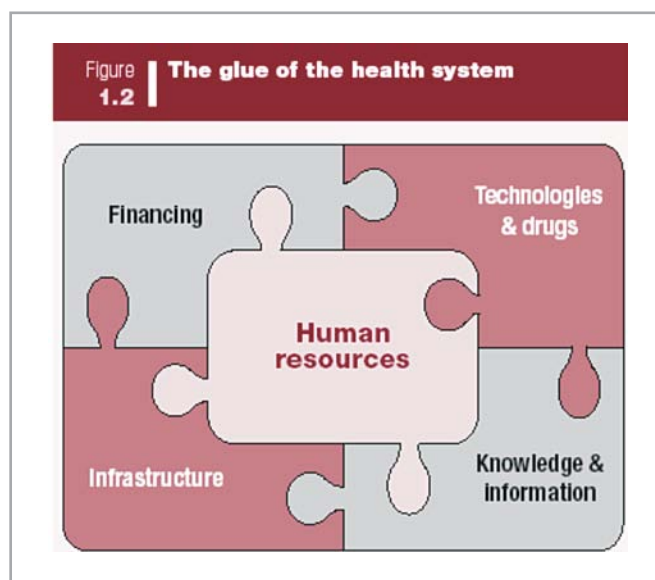 Figure
1.2
The glue of the health system
Financing
Technologies
& drugs
Human
resources
Infrastructure
Knowledge &
information